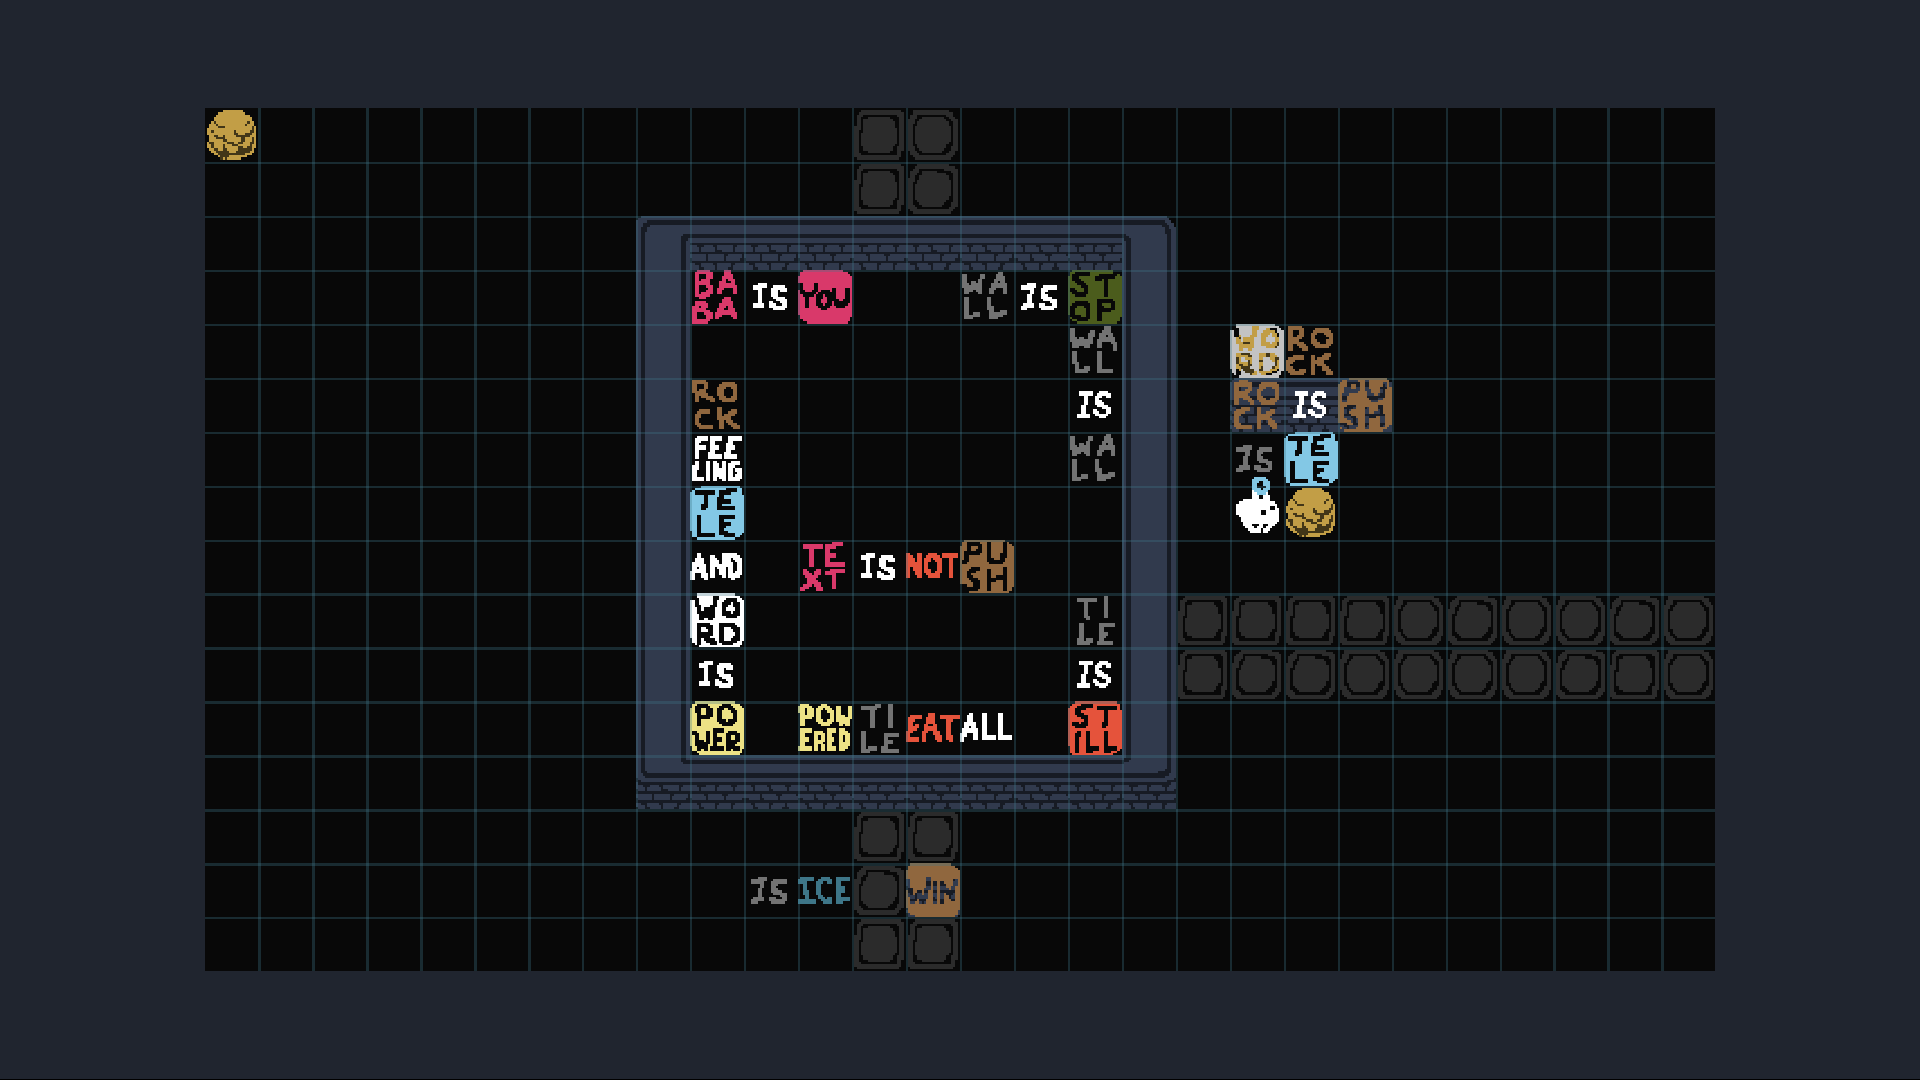 BABA IS YOU WALL IS STOP
WALL WORD ROCK
ROCK IS ROCK IS PUSH
FEELING WALL IS TELE
TELE
AND TEXT IS NOT PUSH
WORD TILE
IS IS
POWER POWERED TILE EAT ALL STILL
IS ICE WIN